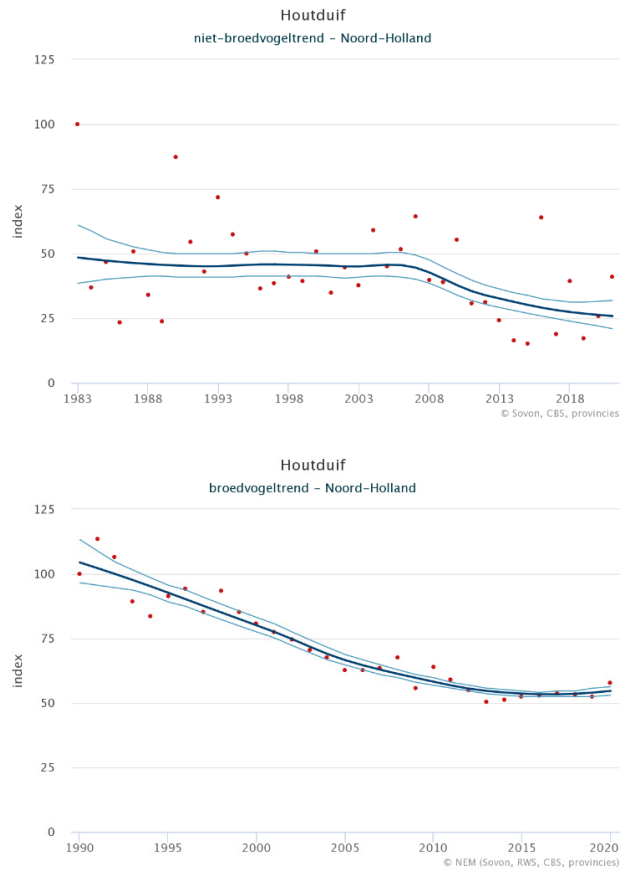 Houtduif
niet-broedvogeltrend – Noord-Holland
125
100
75
50
25
0
index
1983 1988 1993 1998 2003 2008 2013 2018
© Sovon, CBS, provincies
Houtduif
broedvogeltrend – Noord-Holland
125
100
75
50
25
0
index
1990 1995 2000 2005 2010 2015 2020
© NEM (Sovon, RWS, CBS, provincies)